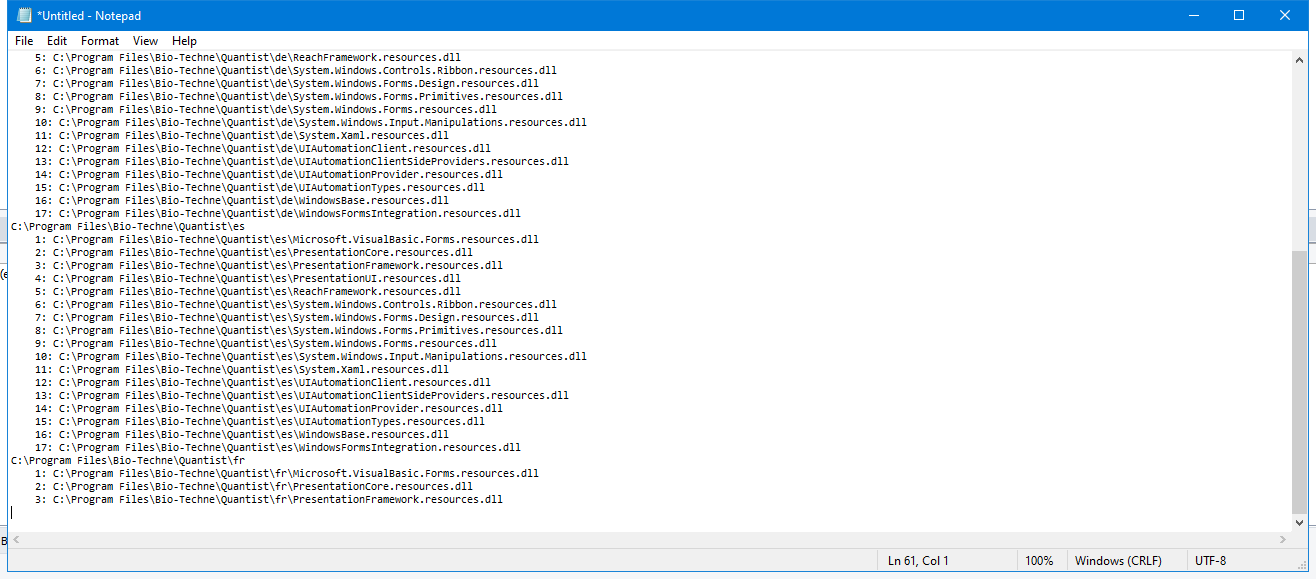 *Untitled - Notepad
File Edit Format View Help
5: C:\Program Files\Bio-Techne\Quantist\de\ReachFramework.resources.dll
6: C:\Program Files\Bio-Techne\Quantist\de\System.Windows.Controls.Ribbon.resources.dll
7: C:\Program Files\Bio-Techne\Quantist\de\System.Windows.Forms.Design.resources.dll
8: C:\Program Files\Bio-Techne\Quantist\de\System.Windows.Forms.Primitives.resources.dll
9: C:\Program Files\Bio-Techne\Quantist\de\System.Windows.Forms.resources.dll
10: C:\Program Files\Bio-Techne\Quantist\de\System.Windows.Input.Manipulations.resources.dll
11: C:\Program Files\Bio-Techne\Quantist\de\System.Xaml.resources.dll
12: C:\Program Files\Bio-Techne\Quantist\de\UIAutomationClient.resources.dll
13: C:\Program Files\Bio-Techne\Quantist\de\UIAutomationClientSideProviders.resources.dll
14: C:\Program Files\Bio-Techne\Quantist\de\UIAutomationProvider.resources.dll
15: C:\Program Files\Bio-Techne\Quantist\de\UIAutomationTypes.resources.dll
16: C:\Program Files\Bio-Techne\Quantist\de\WindowsBase.resources.dll
17: C:\Program Files\Bio-Techne\Quantist\de\WindowsFormsIntegration.resources.dll
C:\Program Files\Bio-Techne\Quantist\es
1: C:\Program Files\Bio-Techne\Quantist\es\Microsoft.VisualBasic.Forms.resources.dll
2: C:\Program Files\Bio-Techne\Quantist\es\PresentationCore.resources.dll
3: C:\Program Files\Bio-Techne\Quantist\es\PresentationFramework.resources.dll
4: C:\Program Files\Bio-Techne\Quantist\es\PresentationUI.resources.dll
5: C:\Program Files\Bio-Techne\Quantist\es\ReachFramework.resources.dll
6: C:\Program Files\Bio-Techne\Quantist\es\System.Windows.Controls.Ribbon.resources.dll
7: C:\Program Files\Bio-Techne\Quantist\es\System.Windows.Forms.Design.resources.dll
8: C:\Program Files\Bio-Techne\Quantist\es\System.Windows.Forms.Primitives.resources.dll
9: C:\Program Files\Bio-Techne\Quantist\es\System.Windows.Forms.resources.dll
10: C:\Program Files\Bio-Techne\Quantist\es\System.Windows.Input.Manipulations.resources.dll
11: C:\Program Files\Bio-Techne\Quantist\es\System.Xaml.resources.dll
12: C:\Program Files\Bio-Techne\Quantist\es\UIAutomationClient.resources.dll
13: C:\Program Files\Bio-Techne\Quantist\es\UIAutomationClientSideProviders.resources.dll
14: C:\Program Files\Bio-Techne\Quantist\es\UIAutomationProvider.resources.dll
15: C:\Program Files\Bio-Techne\Quantist\es\UIAutomationTypes.resources.dll
16: C:\Program Files\Bio-Techne\Quantist\es\WindowsBase.resources.dll
17: C:\Program Files\Bio-Techne\Quantist\es\WindowsFormsIntegration.resources.dll
C:\Program Files\Bio-Techne\Quantist\fr
1: C:\Program Files\Bio-Techne\Quantist\fr\Microsoft.VisualBasic.Forms.resources.dll
2: C:\Program Files\Bio-Techne\Quantist\fr\PresentationCore.resources.dll
3: C:\Program Files\Bio-Techne\Quantist\fr\PresentationFramework.resources.dll
Ln 61, Col 1 100% Windows (CRLF) UTF-8